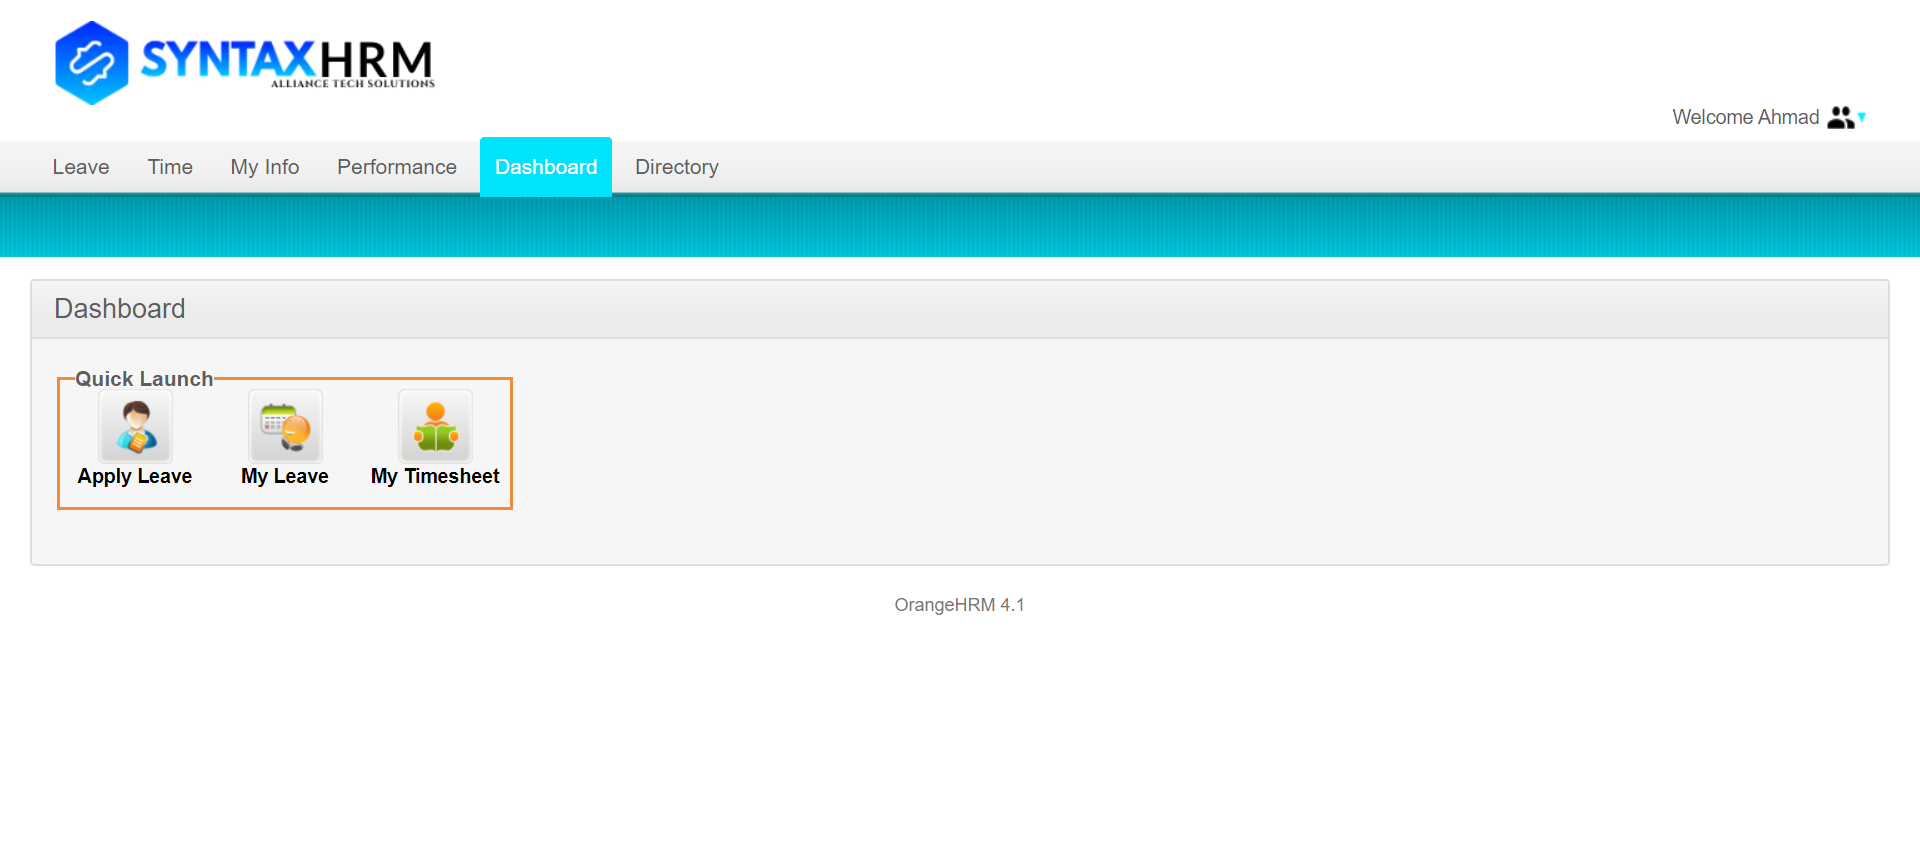 SYNTAXHRM
ALLIANCE TECH SOLUTIONS
Welcome Ahmad
Leave Time My Info Performance Dashboard Directory
Dashboard
Quick Launch
Apply Leave My Leave My Timesheet
OrangeHRM 4.1